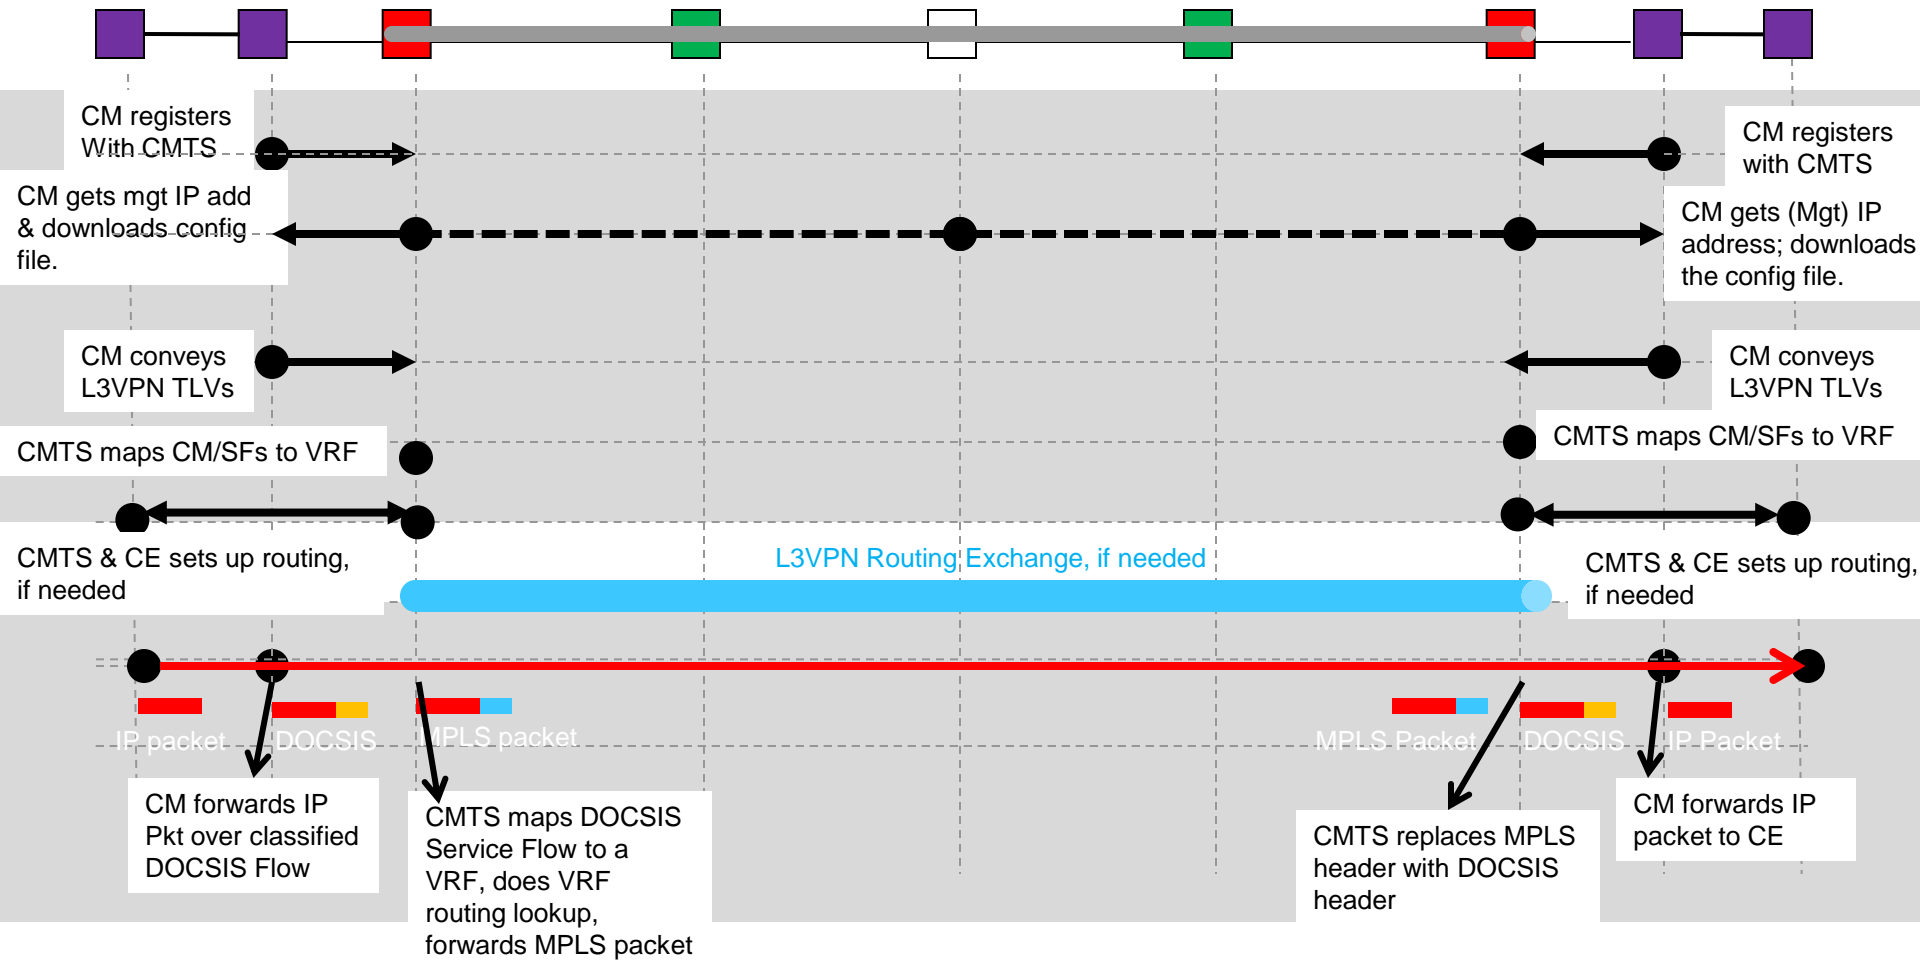 CM registers
With CMTS
CM registers
with CMTS
CM gets mgt IP add
& downloads config
file.
CM gets (Mgt) IP
address; downloads
the config file.
CM conveys
L3VPN TLVs
CM conveys
L3VPN TLVs
CMTS maps CM/SFs to VRF
CMTS maps CM/SFs to VRF
CMTS & CE sets up routing,
if needed
L3VPN Routing Exchange, if needed
CMTS & CE sets up routing,
if needed
IP packet
DOCSIS
MPLS packet
MPLS Packet
DOCSIS
IP Packet
CM forwards IP
Pkt over classified
DOCSIS Flow
CMTS maps DOCSIS
Service Flow to a
VRF, does VRF
routing lookup,
forwards MPLS packet
CMTS replaces MPLS
header with DOCSIS
header
CM forwards IP
packet to CE